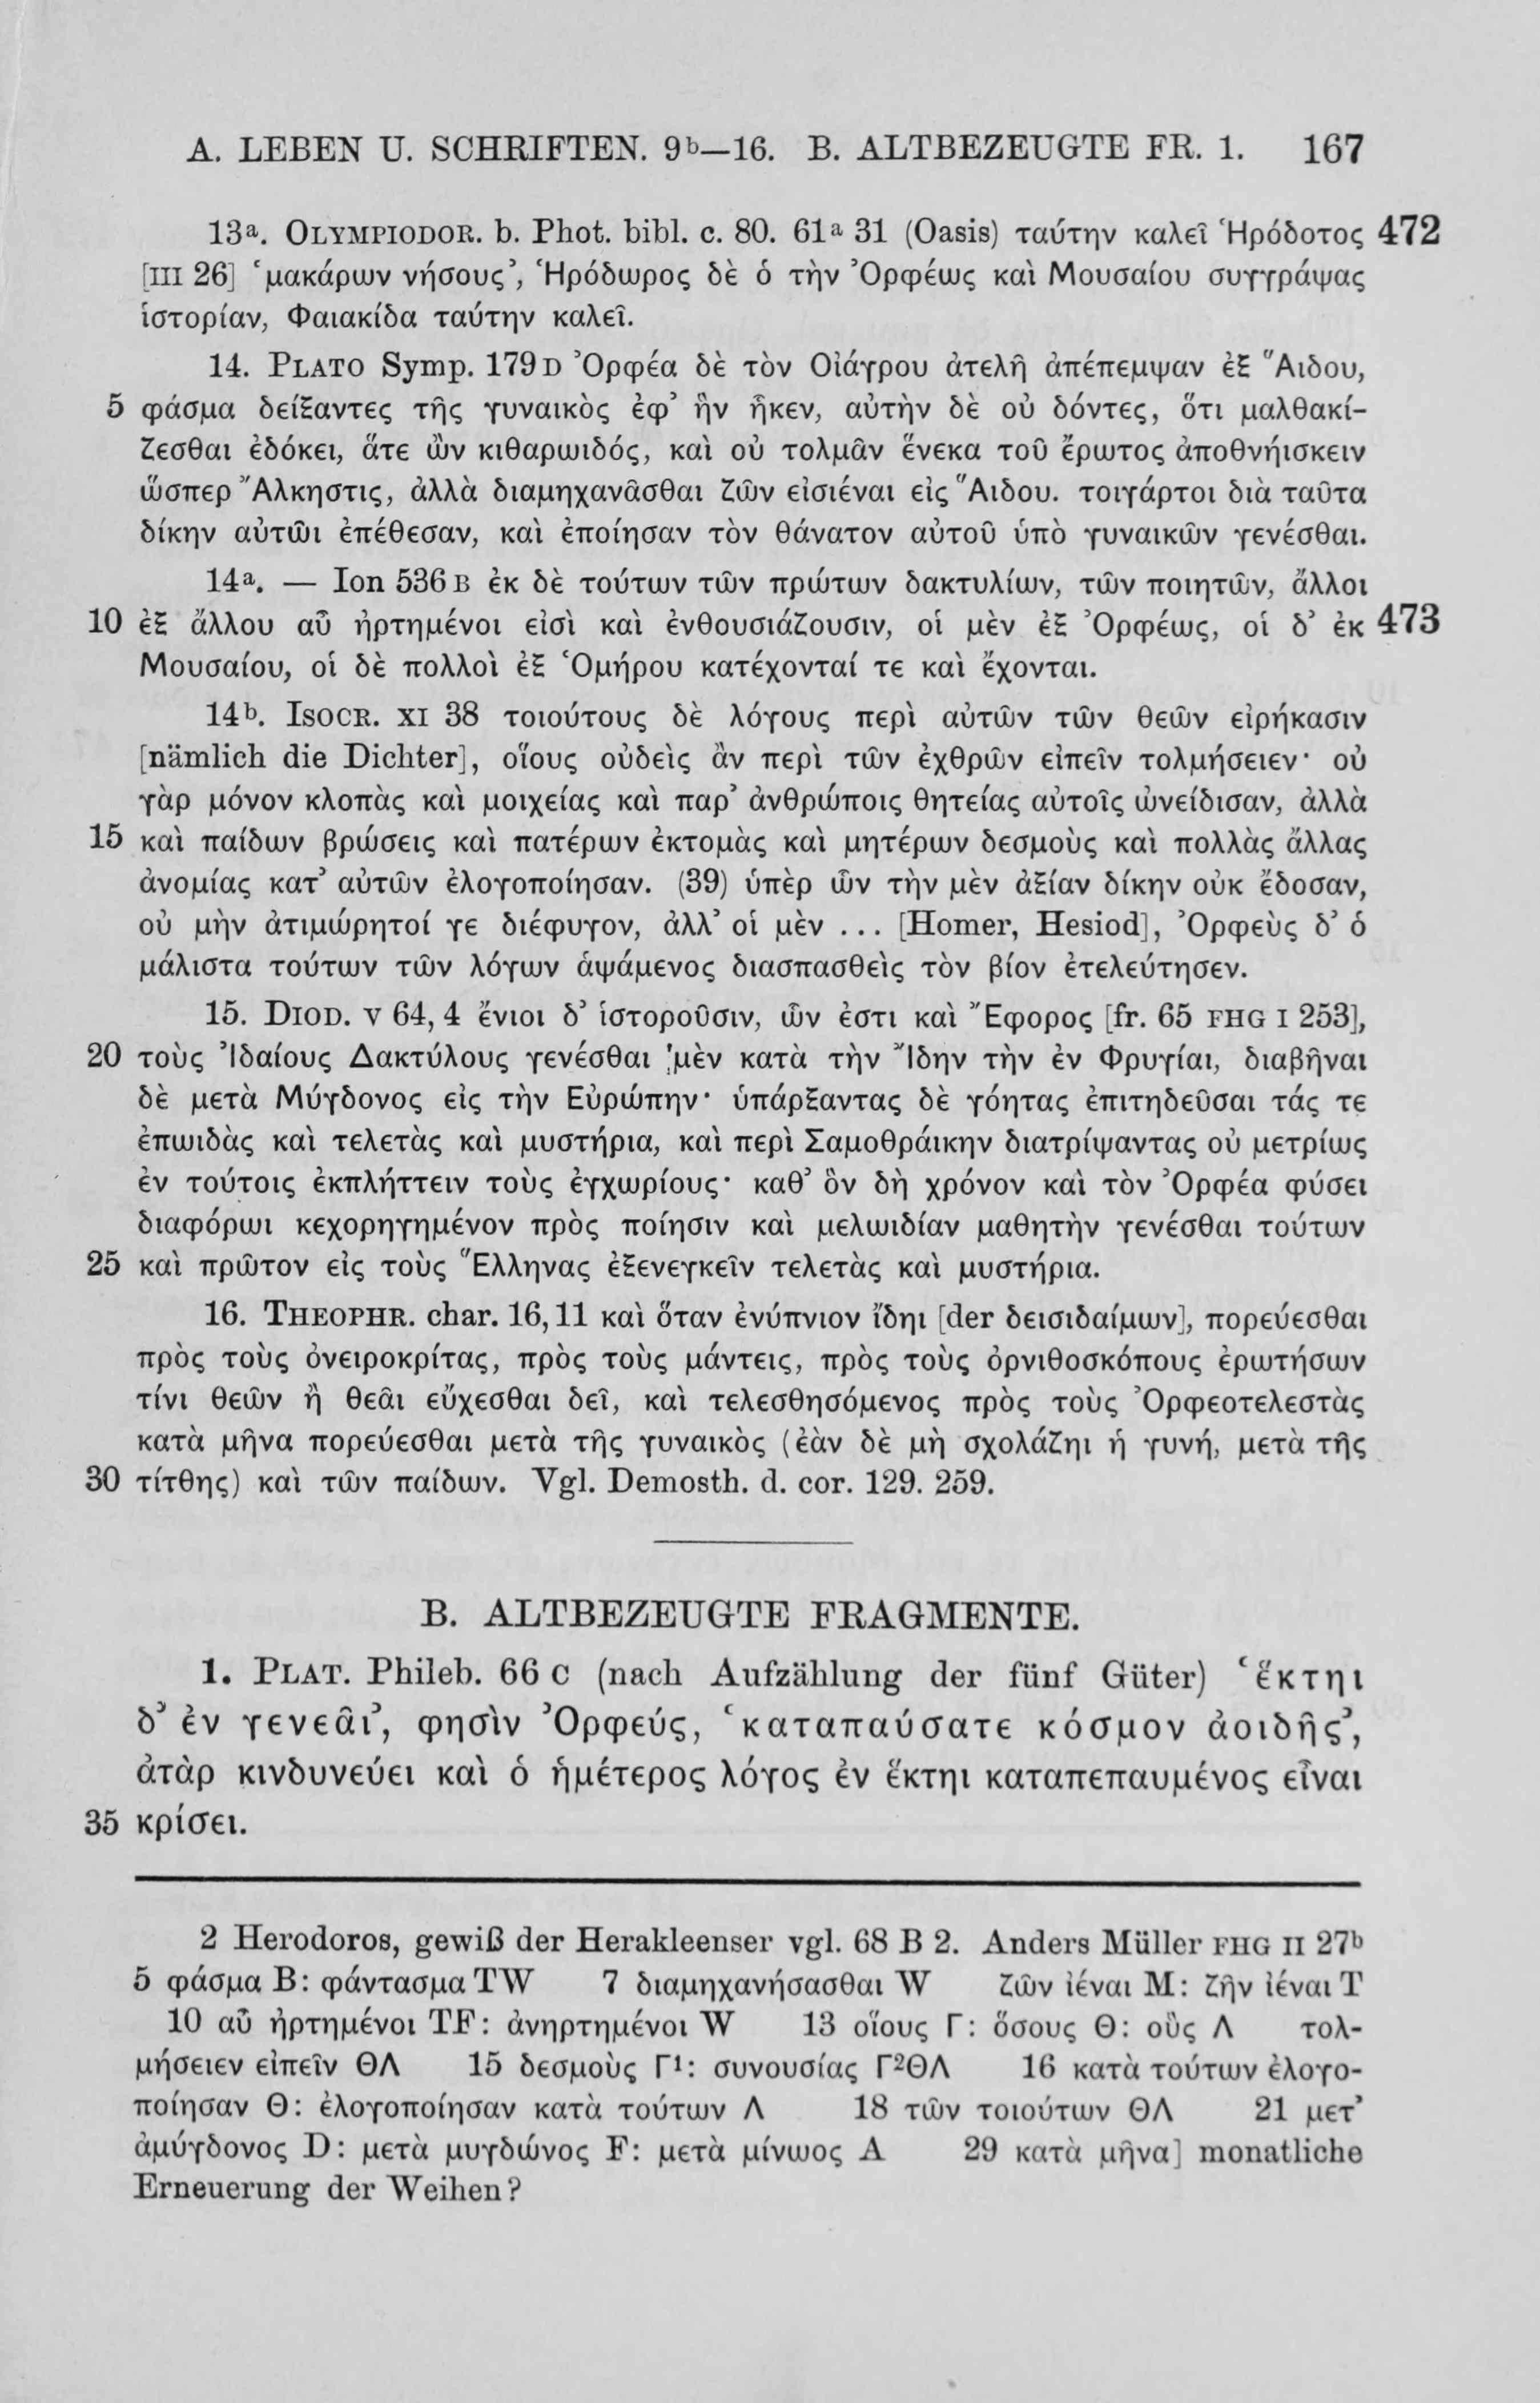 A. LEBEN U. SCHRIFTEN. 9ᵇ—16. B. ALTBEZEUGTE FR. 1. 167
13ᵃ. OLYMPIODOR. b. Phot. bibl. c. 80. 61ᵃ 31 (Oasis) ταύτην καλεῖ Ἡρόδοτος 472
[III 26] ‘μακάρων νήσους’, Ἡρόδωρος δὲ ὁ τὴν Ὀρφέως καὶ Μουσαίου συγγράψας
ἱστορίαν, Φαιακίδα ταύτην καλεῖ.
14. PLATO Symp. 179 D Ὀρφέα δὲ τὸν Οἰάγρου ἀτελῆ ἀπέπεμψαν ἐξ Ἅιδου,
5 φάσμα δείξαντες τῆς γυναικὸς ἐφ’ ἣν ἧκεν, αὐτὴν δὲ οὐ δόντες, ὅτι μαλθακί-
ζεσθαι ἐδόκει, ἅτε ὢν κιθαρωιδός, καὶ οὐ τολμᾶν ἕνεκα τοῦ ἔρωτος ἀποθνήισκειν
ὥσπερ Ἄλκηστις, ἀλλὰ διαμηχανᾶσθαι ζῶν εἰσιέναι εἰς Ἅιδου. τοιγάρτοι διὰ ταῦτα
δίκην αὐτῶι ἐπέθεσαν, καὶ ἐποίησαν τὸν θάνατον αὐτοῦ ὑπὸ γυναικῶν γενέσθαι.
14ᵃ. — Ion 536 B ἐκ δὲ τούτων τῶν πρώτων δακτυλίων, τῶν ποιητῶν, ἄλλοι
10 ἐξ ἄλλου αὖ ἠρτημένοι εἰσὶ καὶ ἐνθουσιάζουσιν, οἱ μὲν ἐξ Ὀρφέως, οἱ δ’ ἐκ 473
Μουσαίου, οἱ δὲ πολλοὶ ἐξ Ὁμήρου κατέχονταί τε καὶ ἔχονται.
14ᵇ. ISOCR. XI 38 τοιούτους δὲ λόγους περὶ αὐτῶν τῶν θεῶν εἰρήκασιν
[nämlich die Dichter], οἵους οὐδεὶς ἂν περὶ τῶν ἐχθρῶν εἰπεῖν τολμήσειεν· οὐ
γὰρ μόνον κλοπὰς καὶ μοιχείας καὶ παρ’ ἀνθρώποις θητείας αὐτοῖς ὠνείδισαν, ἀλλὰ
15 καὶ παίδων βρώσεις καὶ πατέρων ἐκτομὰς καὶ μητέρων δεσμοὺς καὶ πολλὰς ἄλλας
ἀνομίας κατ’ αὐτῶν ἐλογοποίησαν. (39) ὑπὲρ ὧν τὴν μὲν ἀξίαν δίκην οὐκ ἔδοσαν,
οὐ μὴν ἀτιμώρητοί γε διέφυγον, ἀλλ’ οἱ μὲν ... [Homer, Hesiod], Ὀρφεὺς δ’ ὁ
μάλιστα τούτων τῶν λόγων ἁψάμενος διασπασθεὶς τὸν βίον ἐτελεύτησεν.
15. DIOD. V 64, 4 ἔνιοι δ’ ἱστοροῦσιν, ὧν ἐστι καὶ Ἔφορος [fr. 65 FHG I 253],
20 τοὺς Ἰδαίους Δακτύλους γενέσθαι μὲν κατὰ τὴν Ἴδην τὴν ἐν Φρυγίαι, διαβῆναι
δὲ μετὰ Μύγδονος εἰς τὴν Εὐρώπην· ὑπάρξαντας δὲ γόητας ἐπιτηδεῦσαι τάς τε
ἐπωιδὰς καὶ τελετὰς καὶ μυστήρια, καὶ περὶ Σαμοθράικην διατρίψαντας οὐ μετρίως
ἐν τούτοις ἐκπλήττειν τοὺς ἐγχωρίους· καθ’ ὃν δὴ χρόνον καὶ τὸν Ὀρφέα φύσει
διαφόρωι κεχορηγημένον πρὸς ποίησιν καὶ μελωιδίαν μαθητὴν γενέσθαι τούτων
25 καὶ πρῶτον εἰς τοὺς Ἕλληνας ἐξενεγκεῖν τελετὰς καὶ μυστήρια.
16. THEOPHR. char. 16, 11 καὶ ὅταν ἐνύπνιον ἴδηι [der δεισιδαίμων], πορεύεσθαι
πρὸς τοὺς ὀνειροκρίτας, πρὸς τοὺς μάντεις, πρὸς τοὺς ὀρνιθοσκόπους ἐρωτήσων
τίνι θεῶν ἢ θεᾶι εὔχεσθαι δεῖ, καὶ τελεσθησόμενος πρὸς τοὺς Ὀρφεοτελεστὰς
κατὰ μῆνα πορεύεσθαι μετὰ τῆς γυναικὸς (ἐὰν δὲ μὴ σχολάζηι ἡ γυνή, μετὰ τῆς
30 τίτθης) καὶ τῶν παίδων. Vgl. Demosth. d. cor. 129. 259.
B. ALTBEZEUGTE FRAGMENTE.
1. PLAT. Phileb. 66 C (nach Aufzählung der fünf Güter) ‘ἕκτηι
δ’ ἐν γενεᾶι’, φησὶν Ὀρφεύς, ‘καταπαύσατε κόσμον ἀοιδῆς’,
ἀτὰρ κινδυνεύει καὶ ὁ ἡμέτερος λόγος ἐν ἕκτηι καταπεπαυμένος εἶναι
35 κρίσει.
2 Herodoros, gewiß der Herakleenser vgl. 68 B 2. Anders Müller FHG II 27ᵇ
5 φάσμα B: φάντασμα TW 7 διαμηχανήσασθαι W ζῶν ἰέναι M: ζῆν ἰέναι T
10 αὖ ἠρτημένοι TF: ἀνηρτημένοι W 13 οἵους Γ: ὅσους Θ: οὓς Λ τολ-
μήσειεν εἰπεῖν ΘΛ 15 δεσμοὺς Γ¹: συνουσίας Γ²ΘΛ 16 κατὰ τούτων ἐλογο-
ποίησαν Θ: ἐλογοποίησαν κατὰ τούτων Λ 18 τῶν τοιούτων ΘΛ 21 μετ’
ἀμύγδονος D: μετὰ μυγδῶνος F: μετὰ μίνωος A 29 κατὰ μῆνα] monatliche
Erneuerung der Weihen?